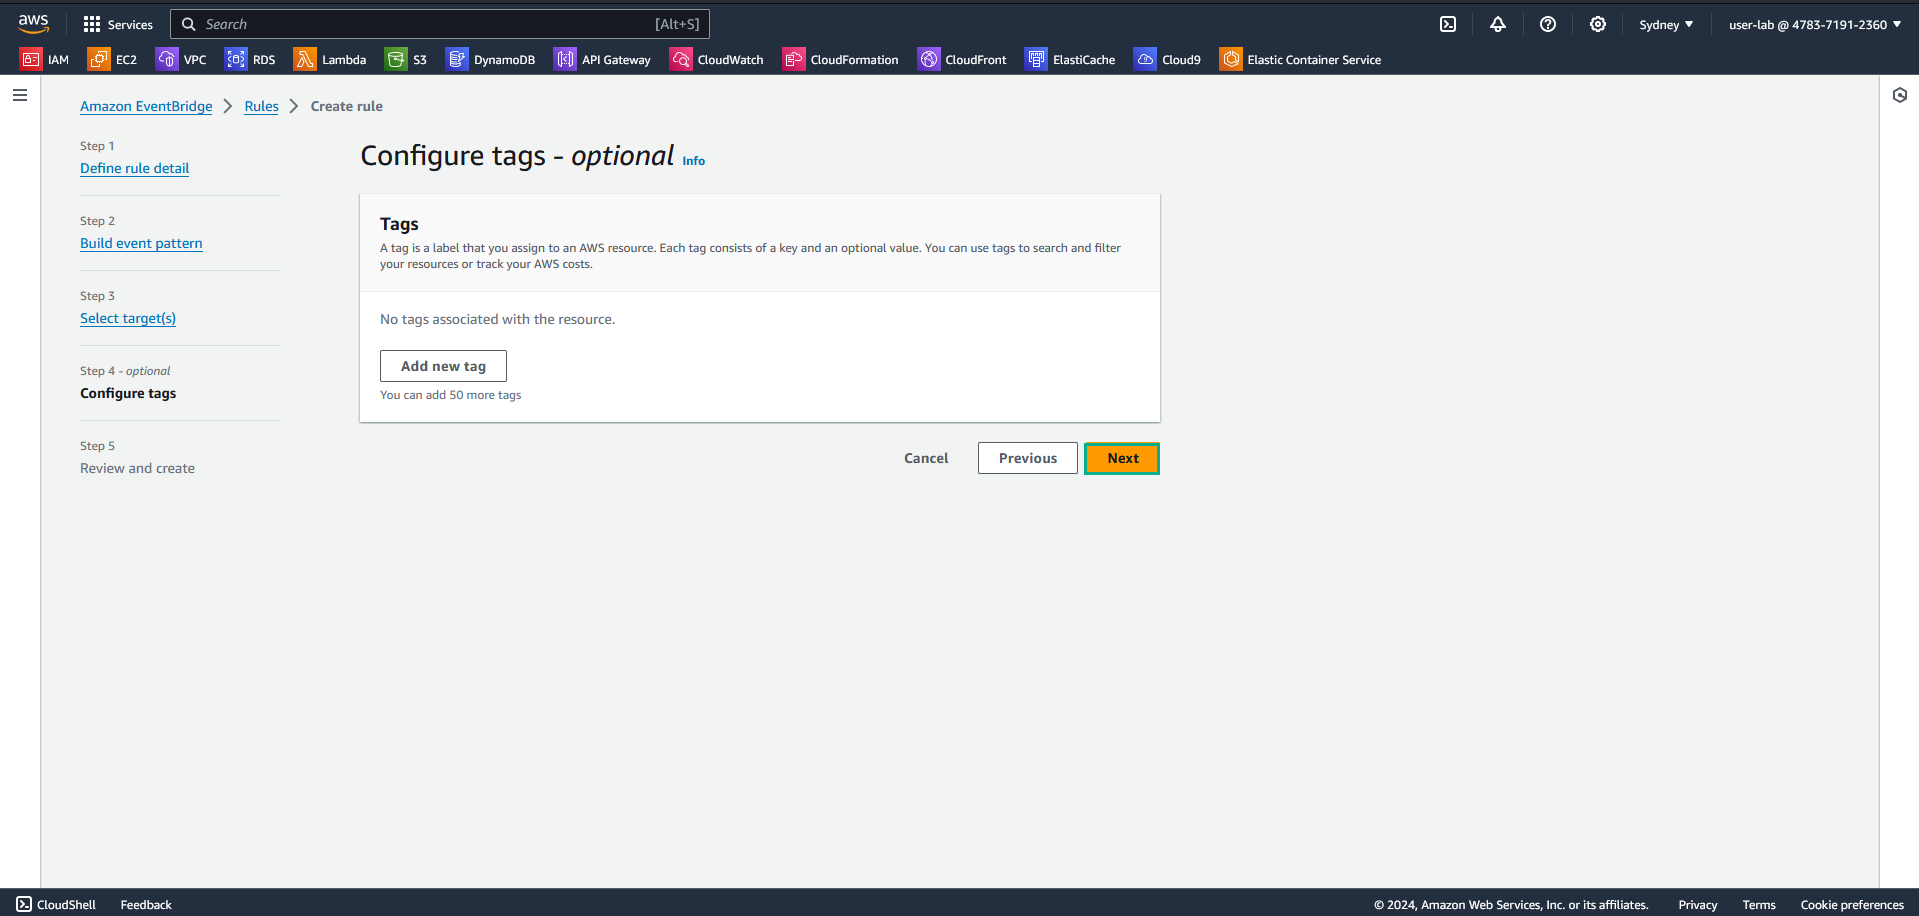 aws
Services
Search
[Alt+S]
Sydney
user-lab @ 4783-7191-2360
IAM
EC2
VPC
RDS
Lambda
S3
DynamoDB
API Gateway
CloudWatch
CloudFormation
CloudFront
ElastiCache
Cloud9
Elastic Container Service
Amazon EventBridge
Rules
Create rule
Step 1
Define rule detail
Step 2
Build event pattern
Step 3
Select target(s)
Step 4 - optional
Configure tags
Step 5
Review and create
Configure tags - optional Info
Tags
A tag is a label that you assign to an AWS resource. Each tag consists of a key and an optional value. You can use tags to search and filter
your resources or track your AWS costs.
No tags associated with the resource.
Add new tag
You can add 50 more tags
Cancel
Previous
Next
CloudShell
Feedback
© 2024, Amazon Web Services, Inc. or its affiliates.
Privacy
Terms
Cookie preferences